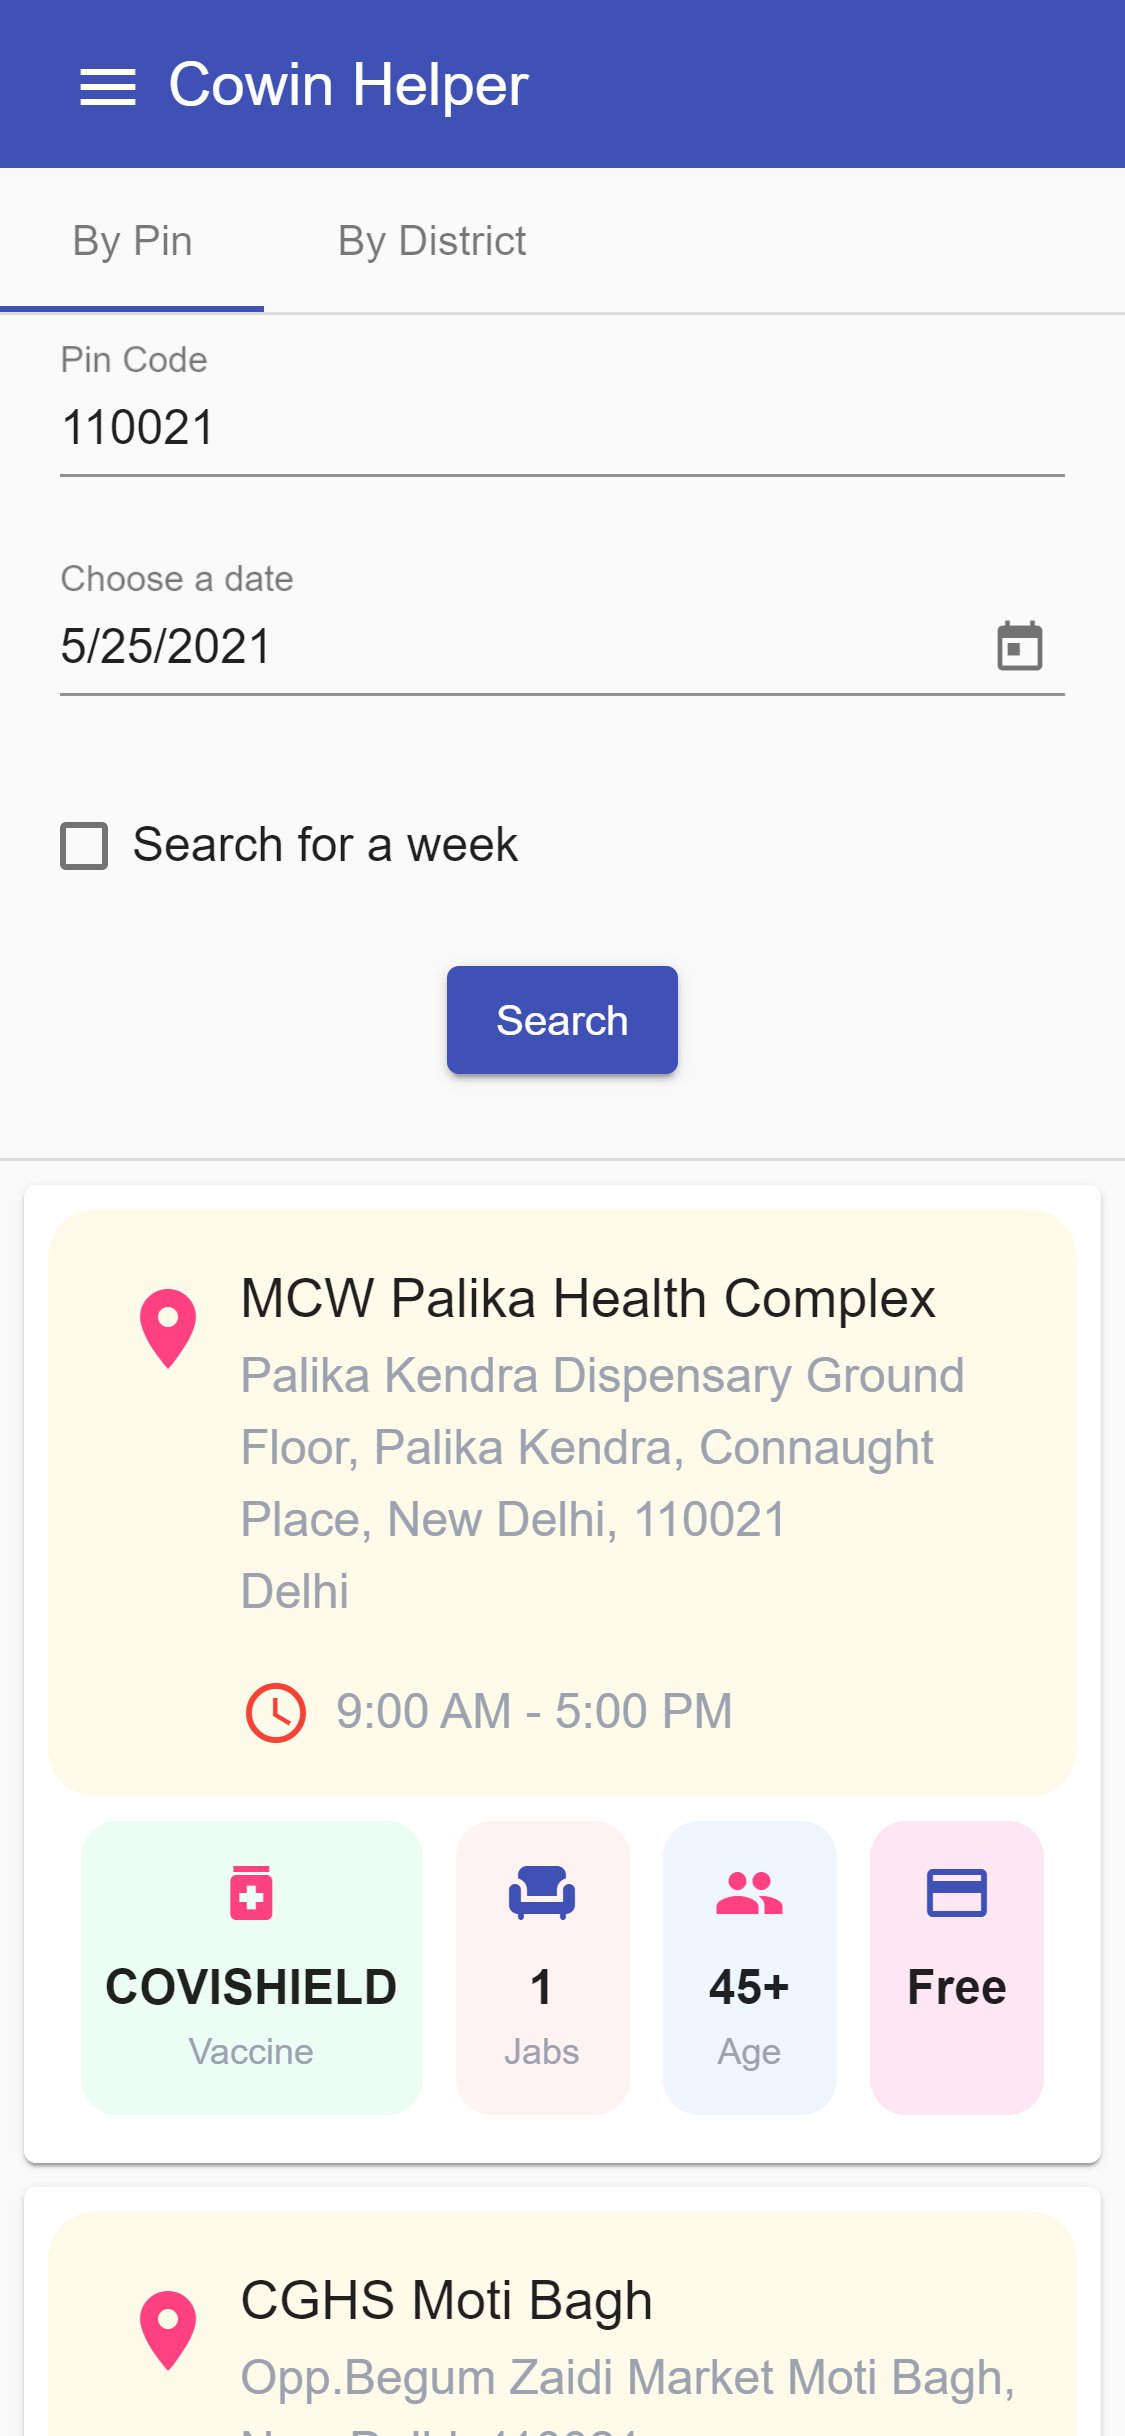 Cowin Helper
By Pin By District
Pin Code
110021
Choose a date
5/25/2021
Search for a week
Search
MCW Palika Health Complex
Palika Kendra Dispensary Ground
Floor, Palika Kendra, Connaught
Place, New Delhi, 110021
Delhi
9:00 AM - 5:00 PM
COVISHIELD 1 45+ Free
Vaccine Jabs Age
CGHS Moti Bagh
Opp.Begum Zaidi Market Moti Bagh,